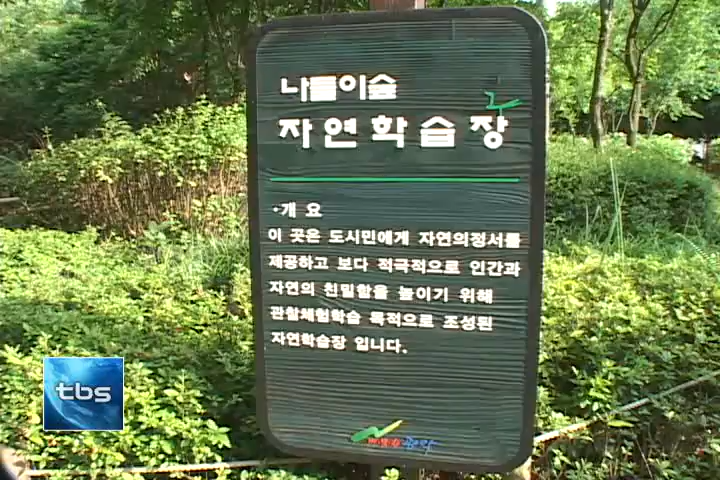 나들이숲
자연학습장
·개 요
이 곳은 도시민에게 자연의정서를
제공하고 보다 적극적으로 인간과
자연의 친밀함을 높이기 위해
관찰체험학습 목적으로 조성된
자연학습장 입니다.
tbs